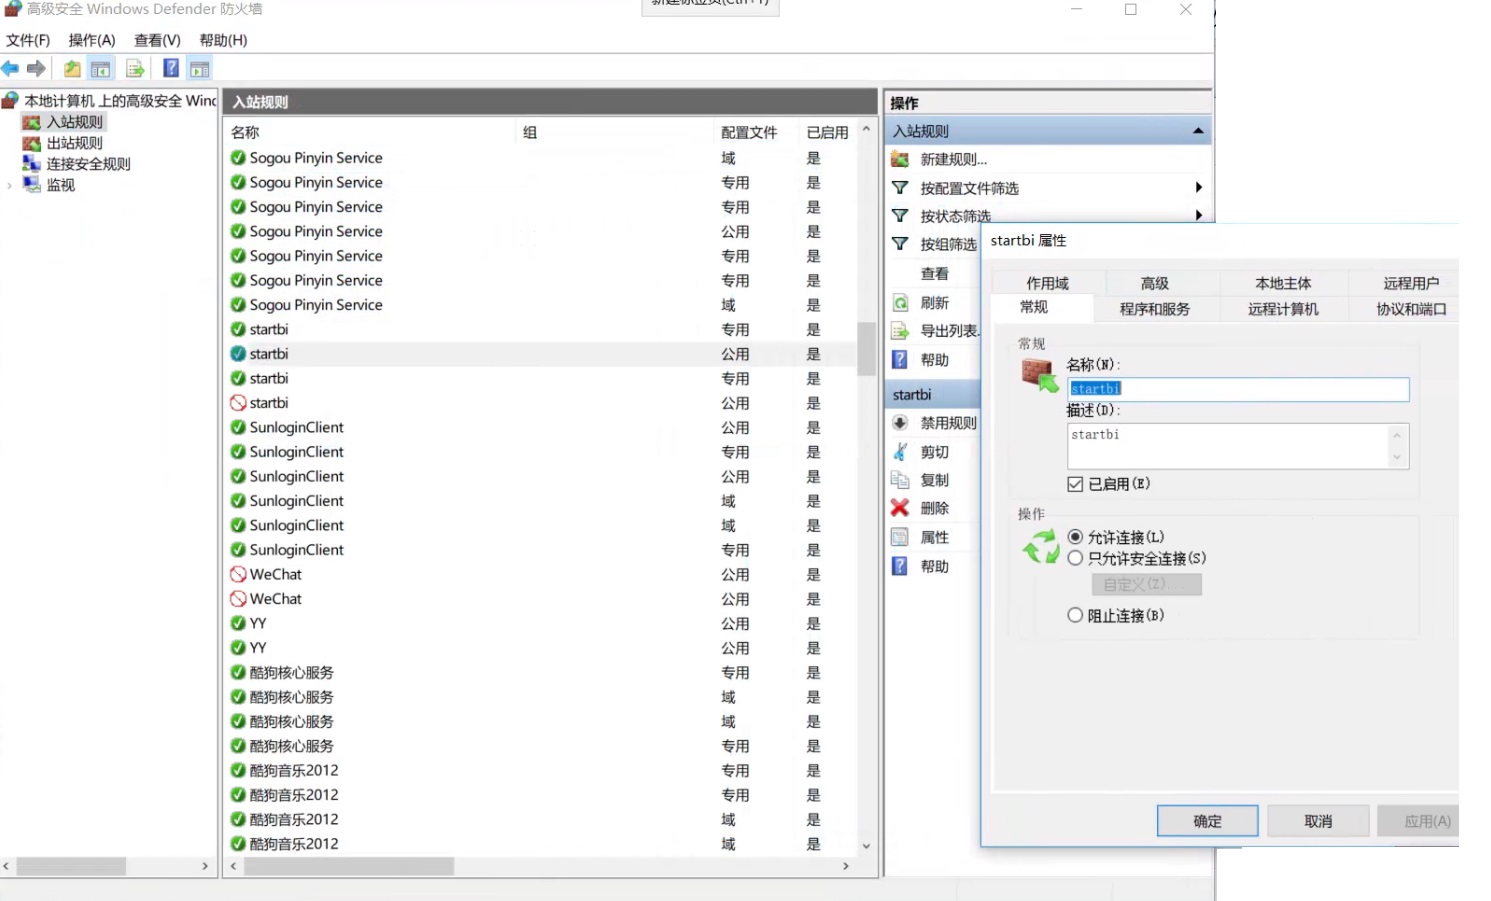 高级安全 Windows Defender 防火墙
文件(F) 操作(A) 查看(V) 帮助(H)
本地计算机 上的高级安全 Winc
入站规则
出站规则
连接安全规则
监视
入站规则
名称 组 配置文件 已启用
Sogou Pinyin Service 域 是
Sogou Pinyin Service 专用 是
Sogou Pinyin Service 专用 是
Sogou Pinyin Service 公用 是
Sogou Pinyin Service 专用 是
Sogou Pinyin Service 专用 是
Sogou Pinyin Service 域 是
startbi 专用 是
startbi 公用 是
startbi 专用 是
startbi 公用 是
SunloginClient 公用 是
SunloginClient 专用 是
SunloginClient 公用 是
SunloginClient 域 是
SunloginClient 域 是
SunloginClient 专用 是
WeChat 公用 是
WeChat 公用 是
YY 公用 是
YY 公用 是
酷狗核心服务 专用 是
酷狗核心服务 域 是
酷狗核心服务 域 是
酷狗核心服务 专用 是
酷狗音乐2012 专用 是
酷狗音乐2012 专用 是
酷狗音乐2012 域 是
酷狗音乐2012 域 是
操作
入站规则
新建规则...
按配置文件筛选
按状态筛选
按组筛选
查看
刷新
导出列表.
帮助
startbi
禁用规则
剪切
复制
删除
属性
帮助
startbi 属性
作用域 高级 本地主体 远程用户
常规 程序和服务 远程计算机 协议和端口
常规
名称(N):
startbi
描述(D):
startbi
已启用(E)
操作
允许连接(L)
只允许安全连接(S)
自定义(Z)...
阻止连接(B)
确定 取消 应用(A)